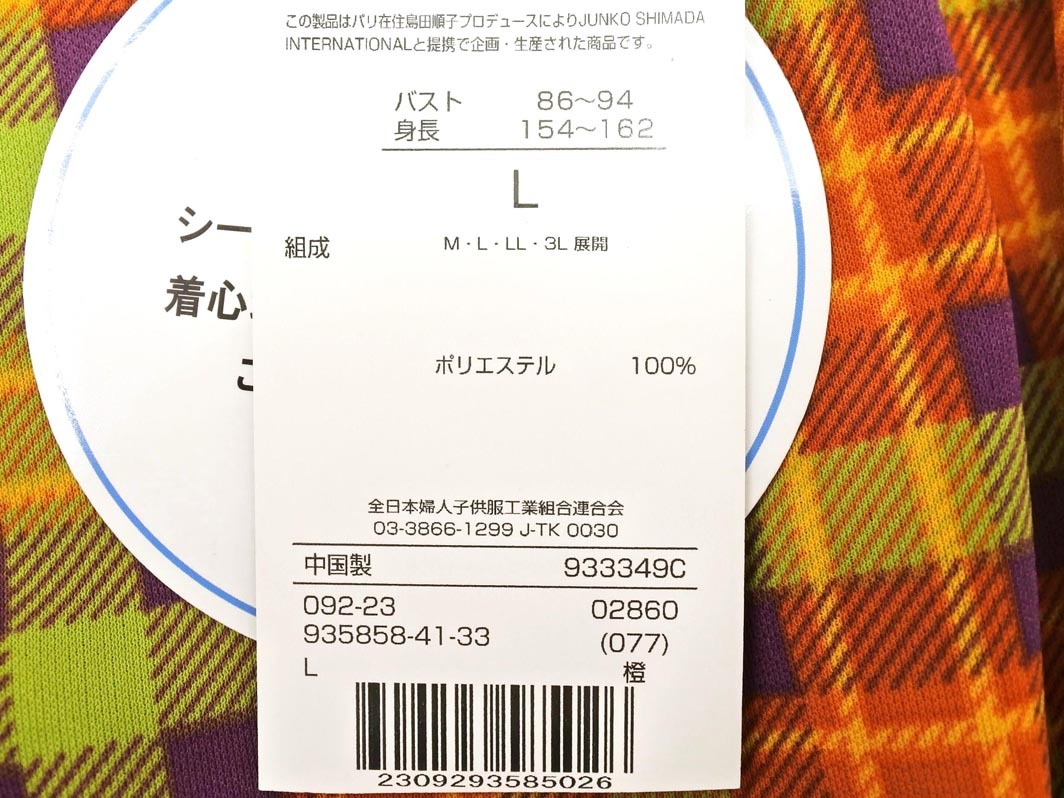 この製品はパリ在住島田順子プロデュースによりJUNKO SHIMADA
INTERNATIONALと提携で企画・生産された商品です。
バスト 86～94
身長 154～162
L
M・L・LL・3L 展開
組成
ポリエステル 100%
全日本婦人子供服工業組合連合会
03-3866-1299 J-TK 0030
中国製 933349C
092-23 02860
935858-41-33 (077)
L 橙
2309293585026
シー
着心
こ